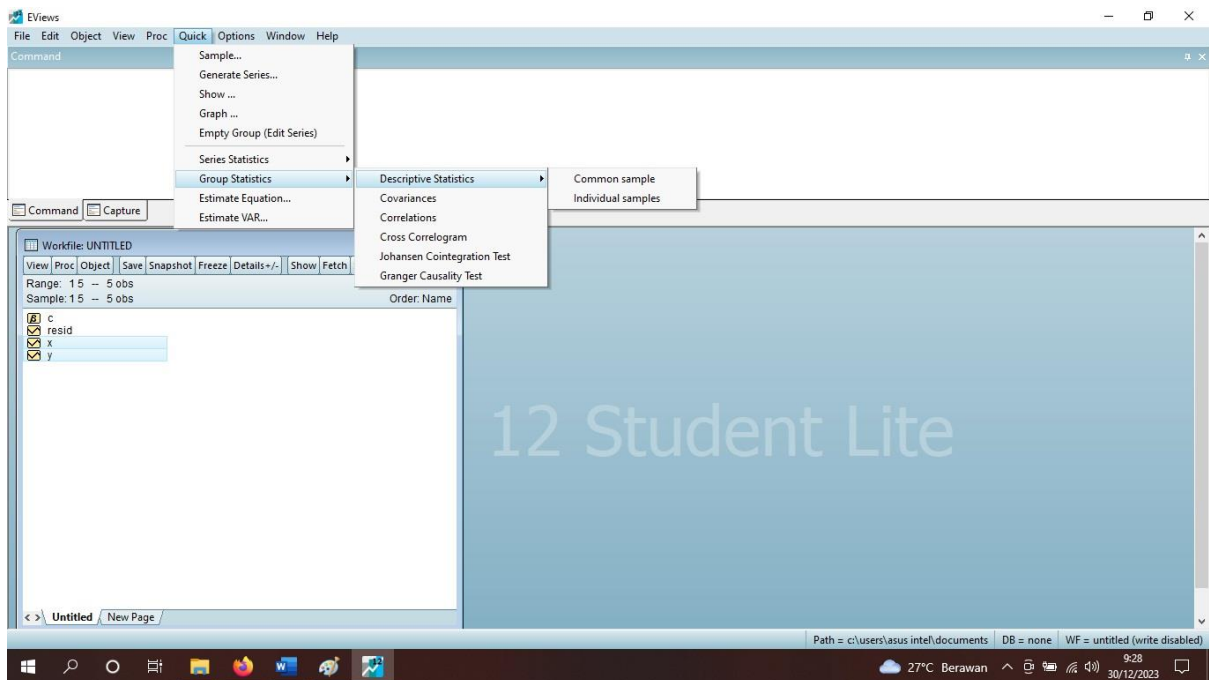 EViews
File Edit Object View Proc Quick Options Window Help
Command
Sample...
Generate Series...
Show ...
Graph ...
Empty Group (Edit Series)
Series Statistics
Group Statistics
Estimate Equation...
Estimate VAR...
Descriptive Statistics
Covariances
Correlations
Cross Correlogram
Johansen Cointegration Test
Granger Causality Test
Common sample
Individual samples
Command Capture
Workfile: UNTITLED
View Proc Object Save Snapshot Freeze Details+/- Show Fetch
Range: 1 5 -- 5 obs
Sample: 1 5 -- 5 obs Order: Name
β c
resid
x
y
12 Student Lite
< > Untitled New Page
Path = c:\users\asus intel\documents DB = none WF = untitled (write disabled)
27°C Berawan 9:28
30/12/2023